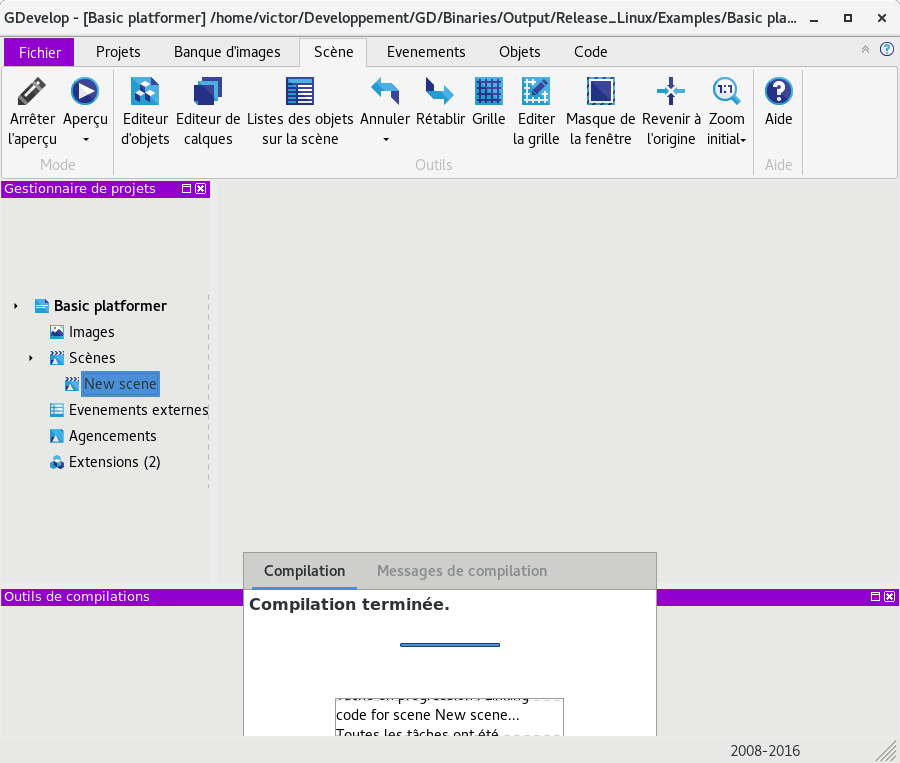 GDevelop - [Basic platformer] /home/victor/Developpement/GD/Binaries/Output/Release_Linux/Examples/Basic pla...
Fichier Projets Banque d'images Scène Evenements Objets Code
Arrêter l'aperçu
Aperçu
Editeur d'objets
Editeur de calques
Listes des objets sur la scène
Annuler
Rétablir
Grille
Editer la grille
Masque de la fenêtre
Revenir à l'origine
1:1
Zoom initial
Aide
Mode Outils Aide
Gestionnaire de projets
Basic platformer
Images
Scènes
New scene
Evenements externes
Agencements
Extensions (2)
Outils de compilations
Compilation Messages de compilation
Compilation terminée.
code for scene New scene...
Toutes les tâches ont été
2008-2016